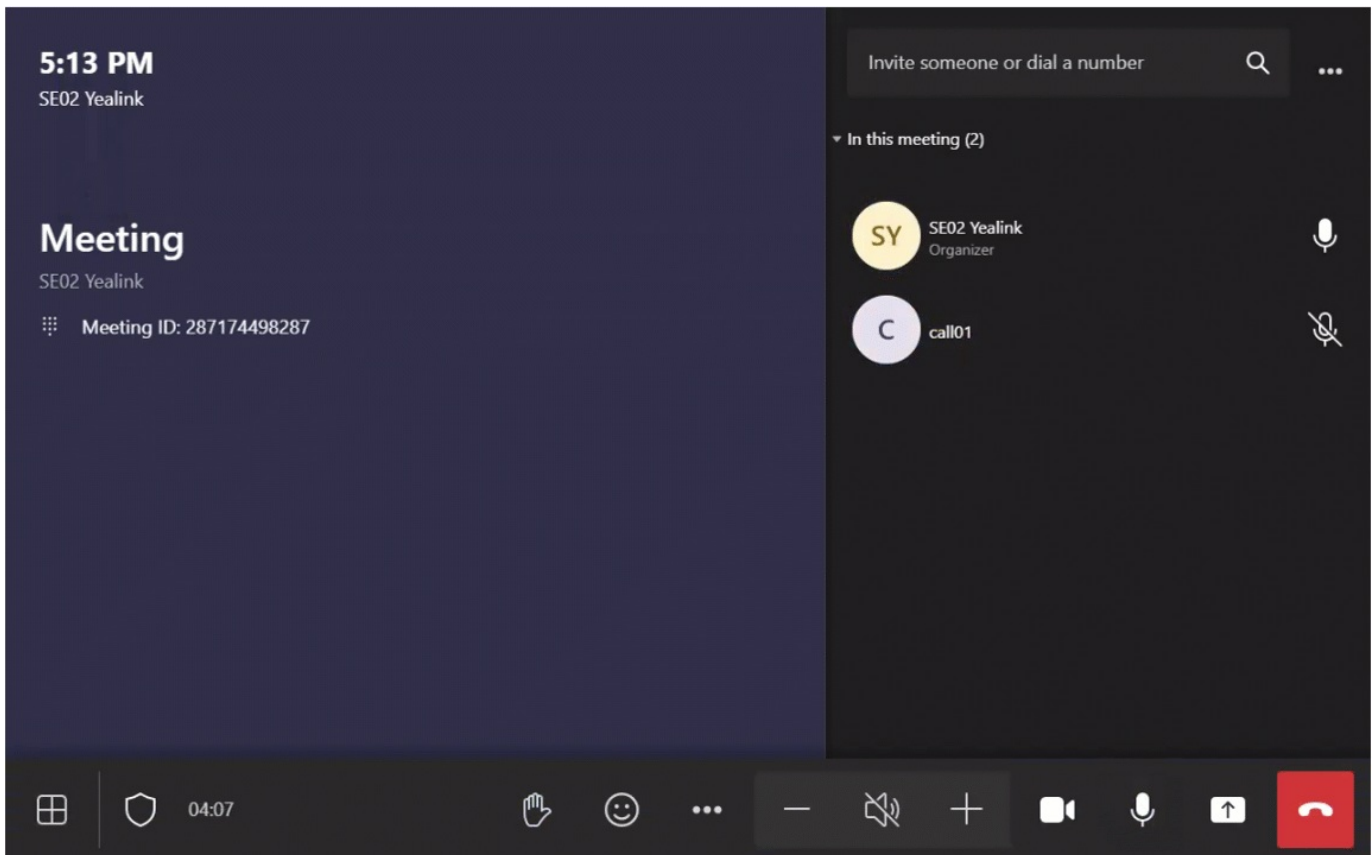 5:13 PM
SE02 Yealink
Meeting
SE02 Yealink
Meeting ID: 287174498287
Invite someone or dial a number
In this meeting (2)
SY
SE02 Yealink
Organizer
C
call01
04:07